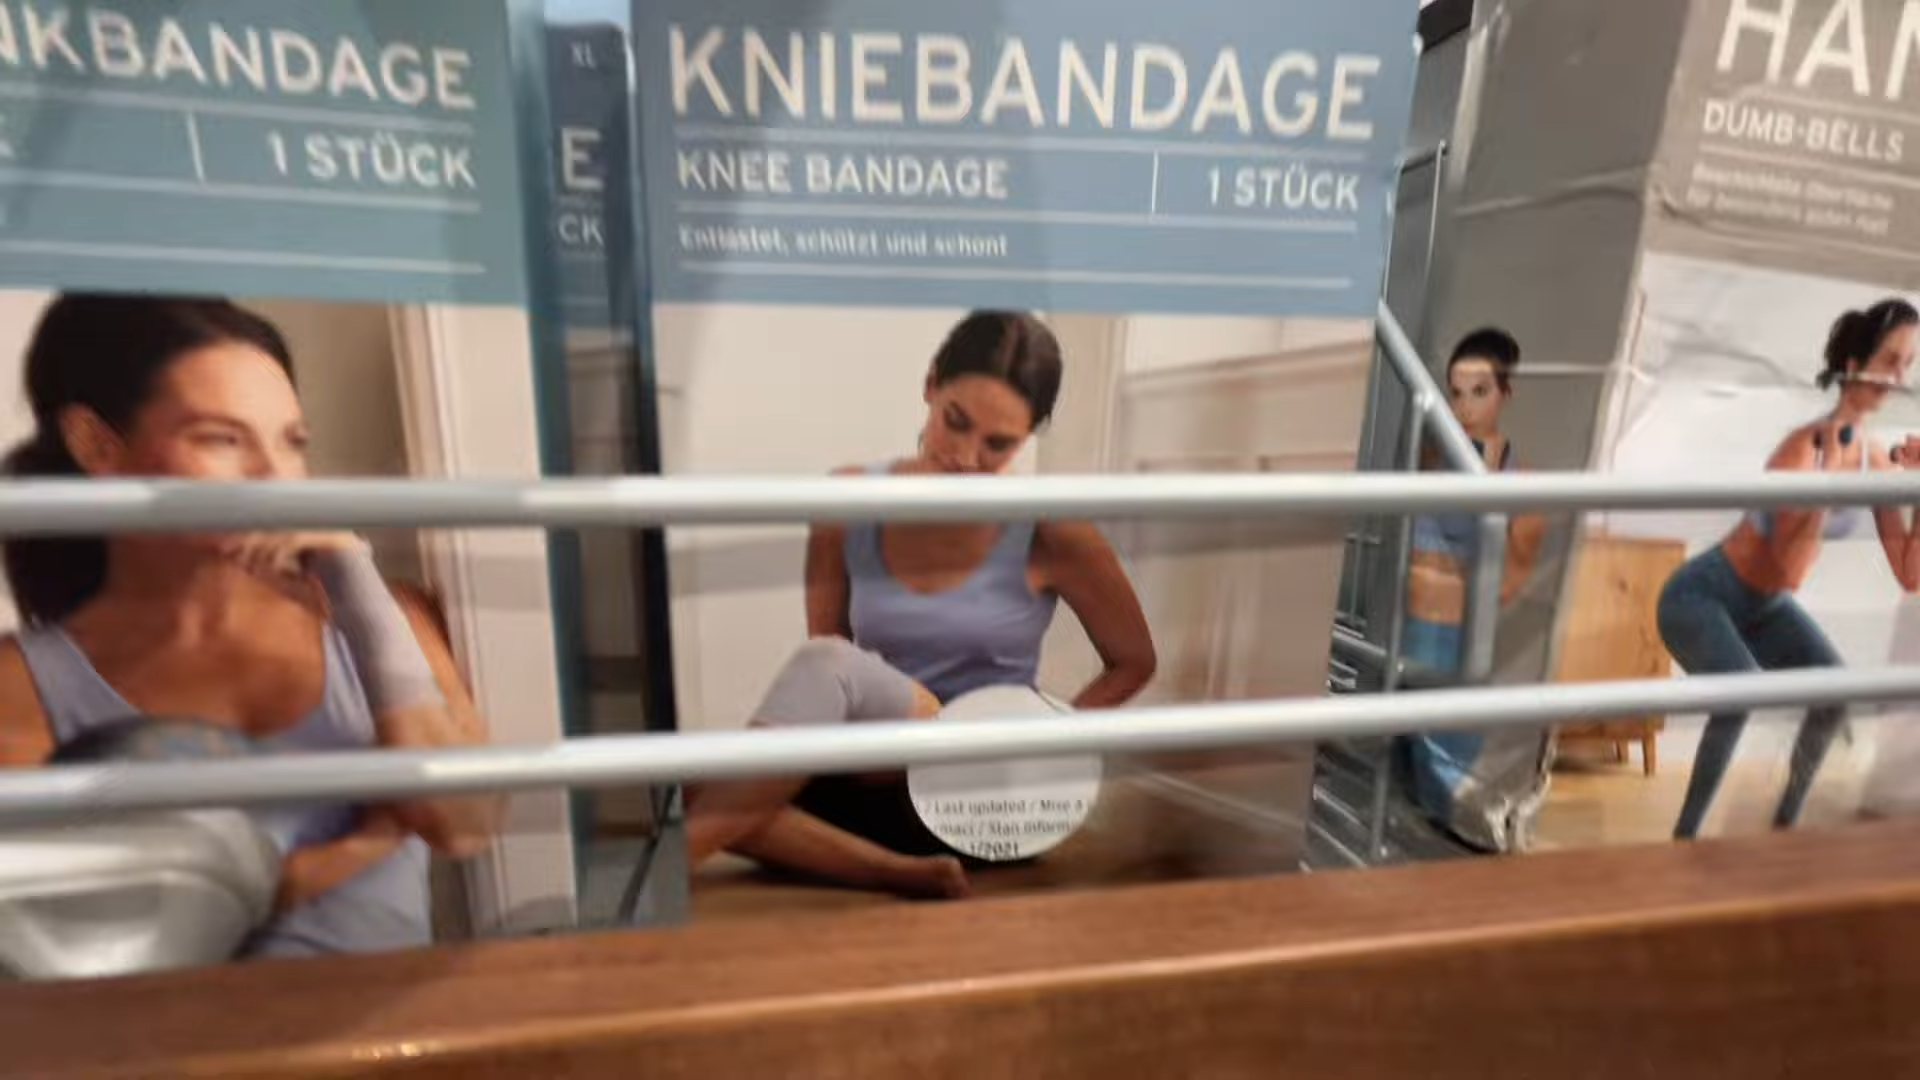 NKBANDAGE
1 STÜCK
XL
E
CK
KNIEBANDAGE
KNEE BANDAGE
1 STÜCK
Entlastet, schützt und schont
/ Last updated / Mise à
/ Stan inform
1/2021
HAN
DUMB-BELLS